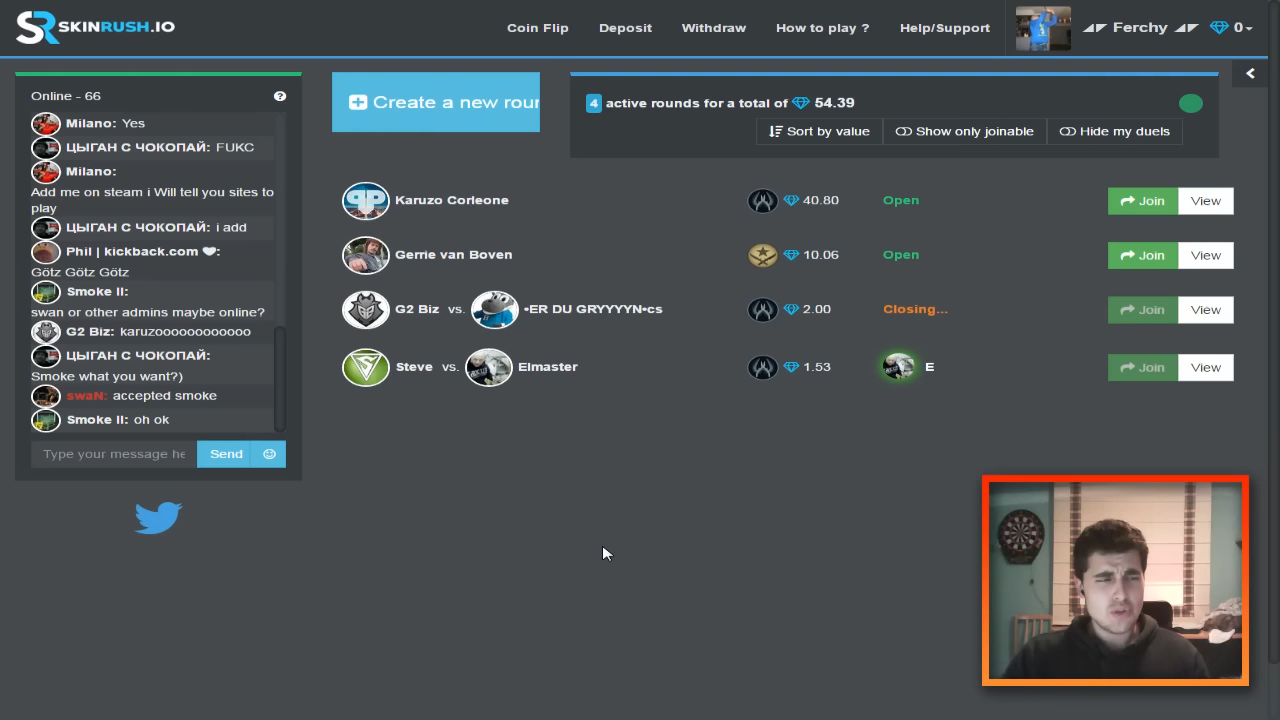 SKINRUSH.IO
Coin Flip
Deposit
Withdraw
How to play ?
Help/Support
Ferchy
0
Online - 66
Milano: Yes
ЦЫГАН С ЧОКОПАЙ: FUKC
Milano:
Add me on steam i Will tell you sites to
play
ЦЫГАН С ЧОКОПАЙ: i add
Phil | kickback.com ❤:
Götz Götz Götz
Smoke II:
swan or other admins maybe online?
G2 Biz: karuzooooooooooo
ЦЫГАН С ЧОКОПАЙ:
Smoke what you want?)
swaN: accepted smoke
Smoke II: oh ok
Type your message he
Send
Create a new rour
4 active rounds for a total of 54.39
Sort by value
Show only joinable
Hide my duels
Karuzo Corleone 40.80 Open Join View
Gerrie van Boven 10.06 Open Join View
G2 Biz vs. •ER DU GRYYYYN•cs 2.00 Closing... Join View
Steve vs. Elmaster 1.53 E Join View